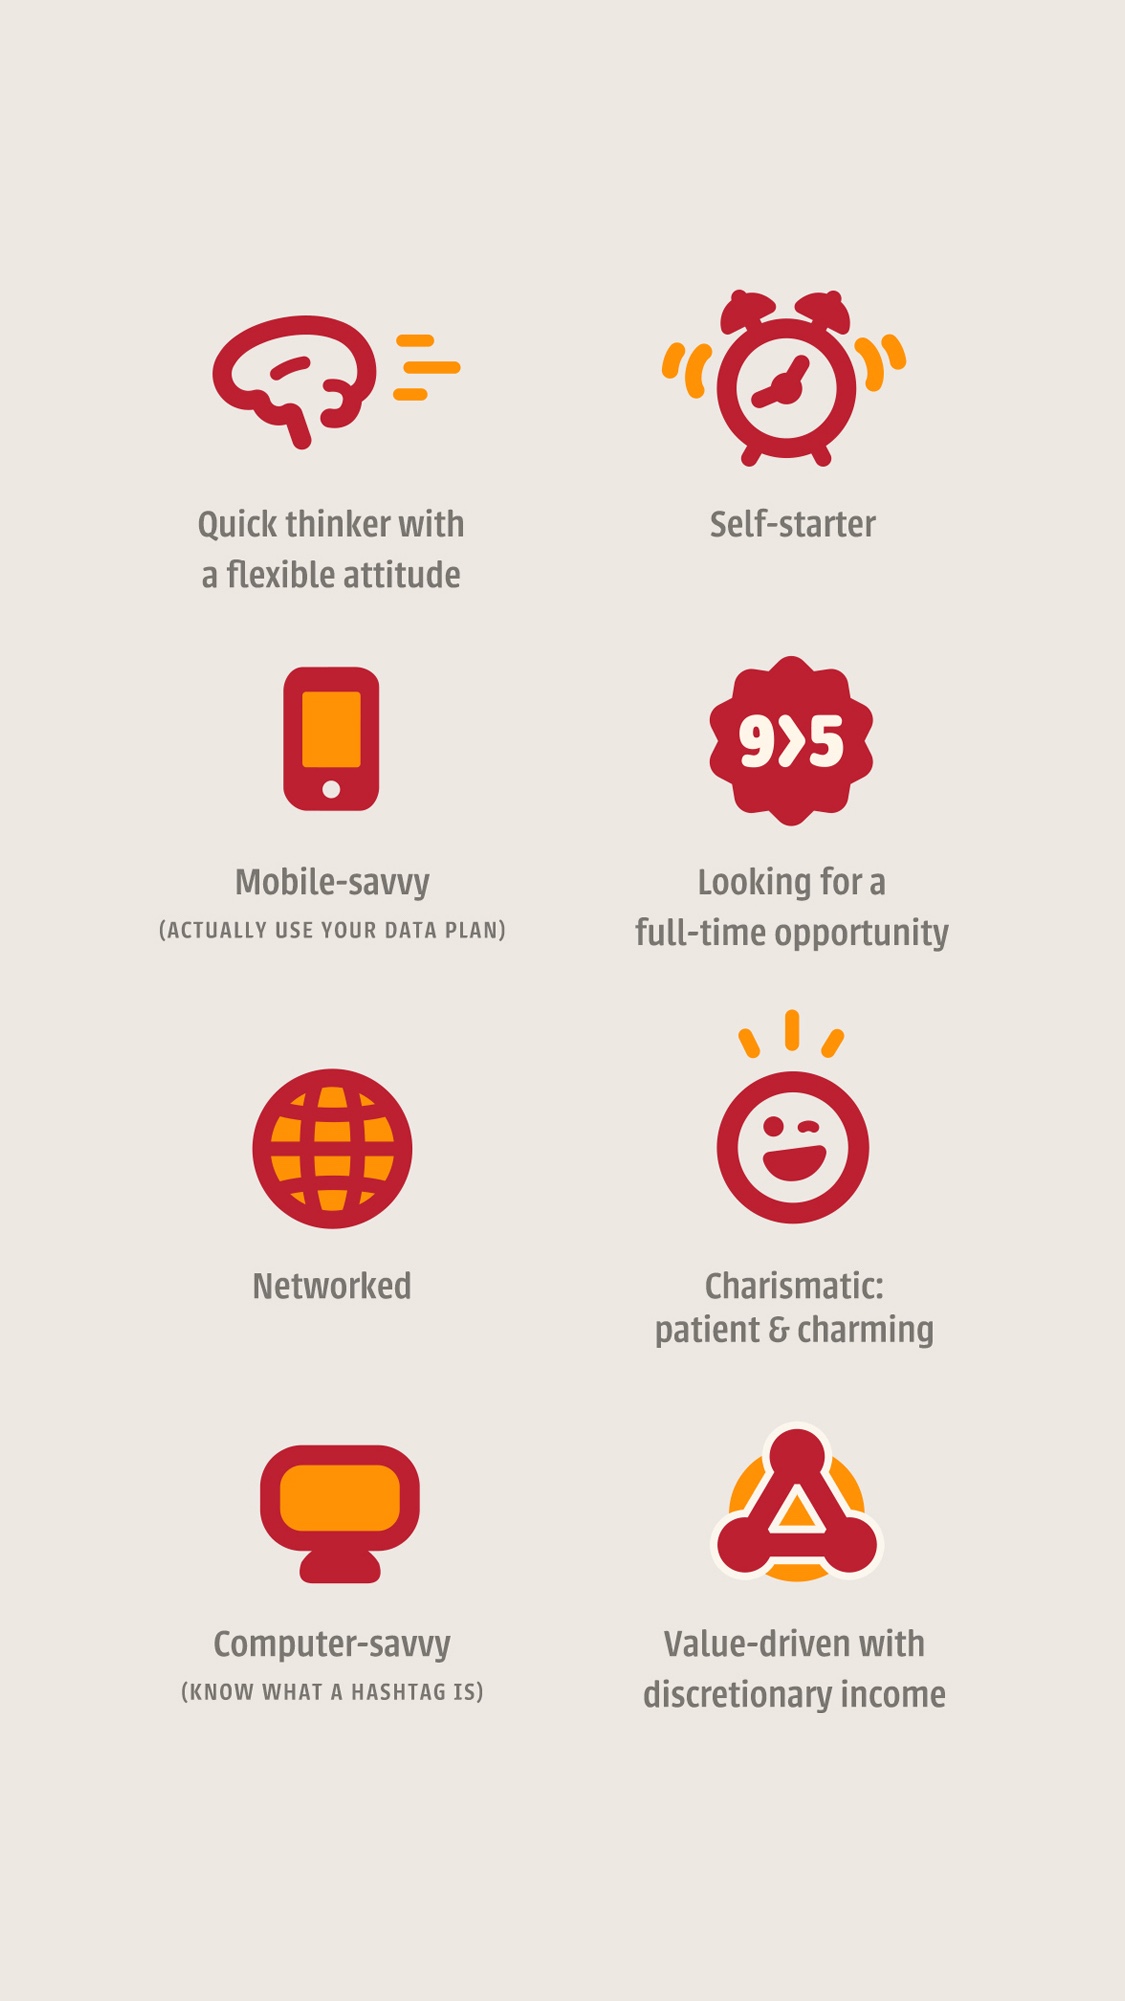 Quick thinker with
a flexible attitude
Self-starter
Mobile-savvy
(ACTUALLY USE YOUR DATA PLAN)
9>5
Looking for a
full-time opportunity
Networked
Charismatic:
patient & charming
Computer-savvy
(KNOW WHAT A HASHTAG IS)
Value-driven with
discretionary income